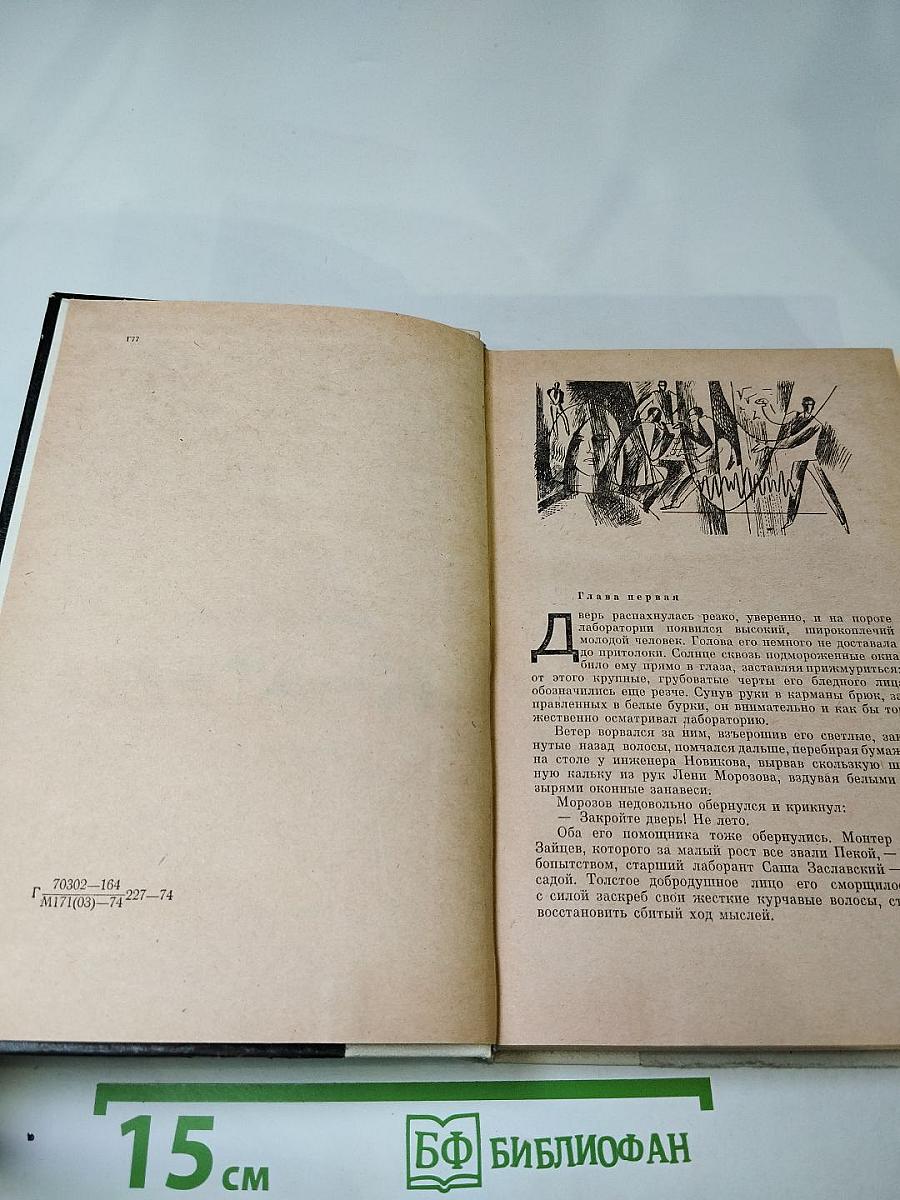 Г77
70302—164
Г ————— 227—74
М171(03)—74
Глава первая
Дверь распахнулась резко, уверенно, и на пороге
лаборатории появился высокий, широкоплечий
молодой человек. Голова его немного не доставала
до притолоки. Солнце сквозь подмороженные окна
било ему прямо в глаза, заставляя прижмуриться;
от этого крупные, грубоватые черты его бледного лица
обозначились еще резче. Сунув руки в карманы брюк, за
правленных в белые бурки, он внимательно и как бы то
жественно осматривал лабораторию.
Ветер ворвался за ним, взъерошив его светлые, за
нутые назад волосы, помчался дальше, перебирая бумаж
на столе у инженера Новикова, вырвав скользкую ш
ную кальку из рук Лени Морозова, вздувая белыми
зырями оконные занавеси.
Морозов недовольно обернулся и крикнул:
— Закройте дверь! Не лето.
Оба его помощника тоже обернулись. Монтер
Зайцев, которого за малый рост все звали Пекой,—
бопытством, старший лаборант Саша Заславский—
садой. Толстое добродушное лицо его сморщилос
с силой заскреб свои жесткие курчавые волосы, ст
восстановить сбитый ход мыслей.
15 см
БФ БИБЛИОФАН